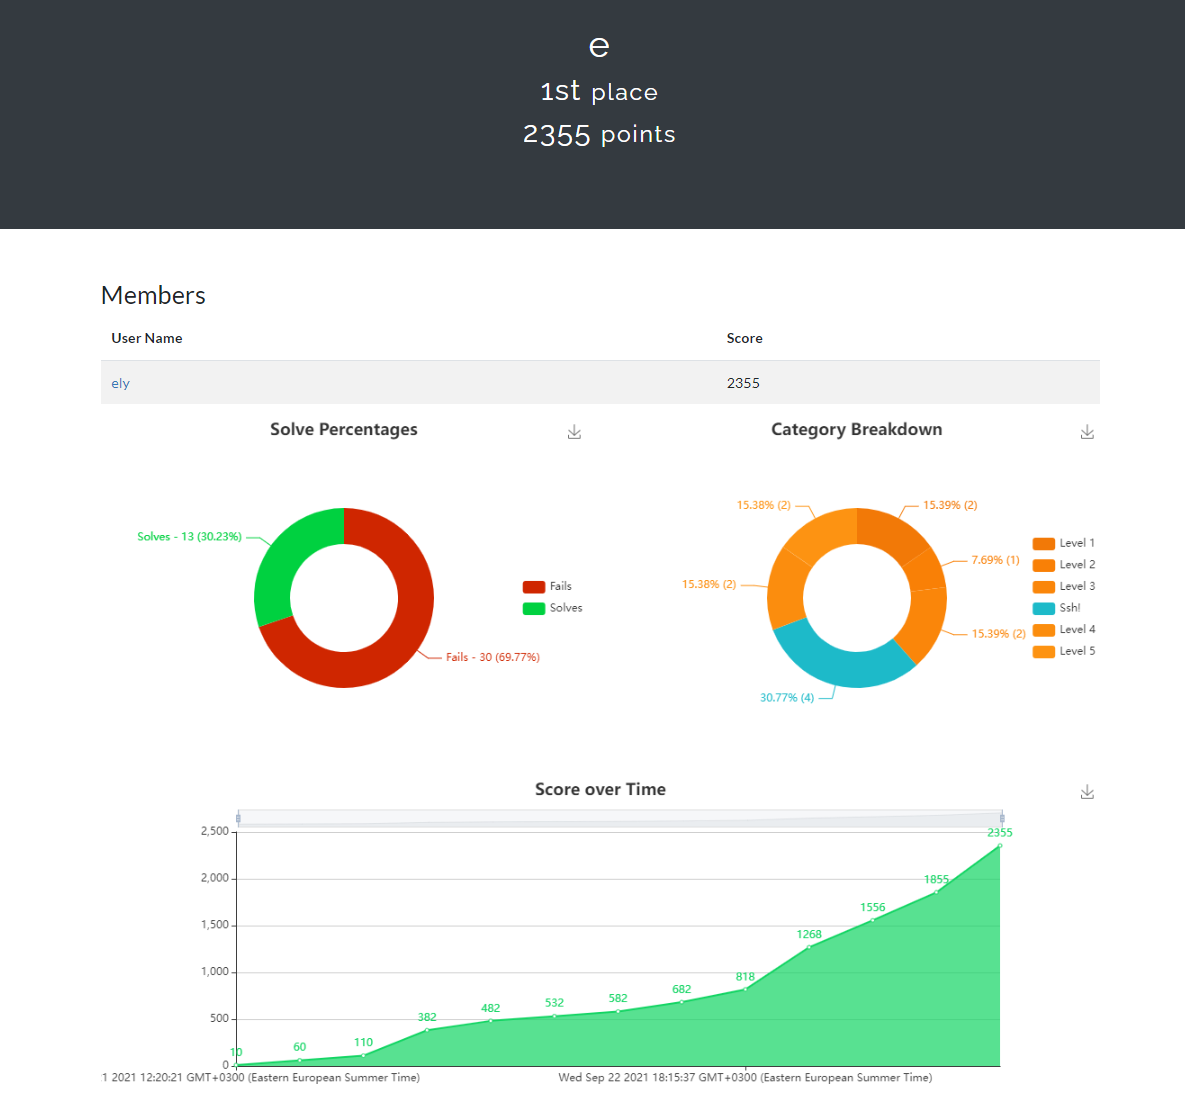 e
1st place
2355 points
Members
User Name Score
ely 2355
Solve Percentages
Solves - 13 (30.23%)
Fails - 30 (69.77%)
Fails
Solves
Category Breakdown
15.38% (2)
15.39% (2)
7.69% (1)
15.38% (2)
15.39% (2)
30.77% (4)
Level 1
Level 2
Level 3
Ssh!
Level 4
Level 5
Score over Time
2,500
2,000
1,500
1,000
500
0
10
60
110
382
482
532
582
682
818
1268
1556
1855
2355
1 2021 12:20:21 GMT+0300 (Eastern European Summer Time)
Wed Sep 22 2021 18:15:37 GMT+0300 (Eastern European Summer Time)